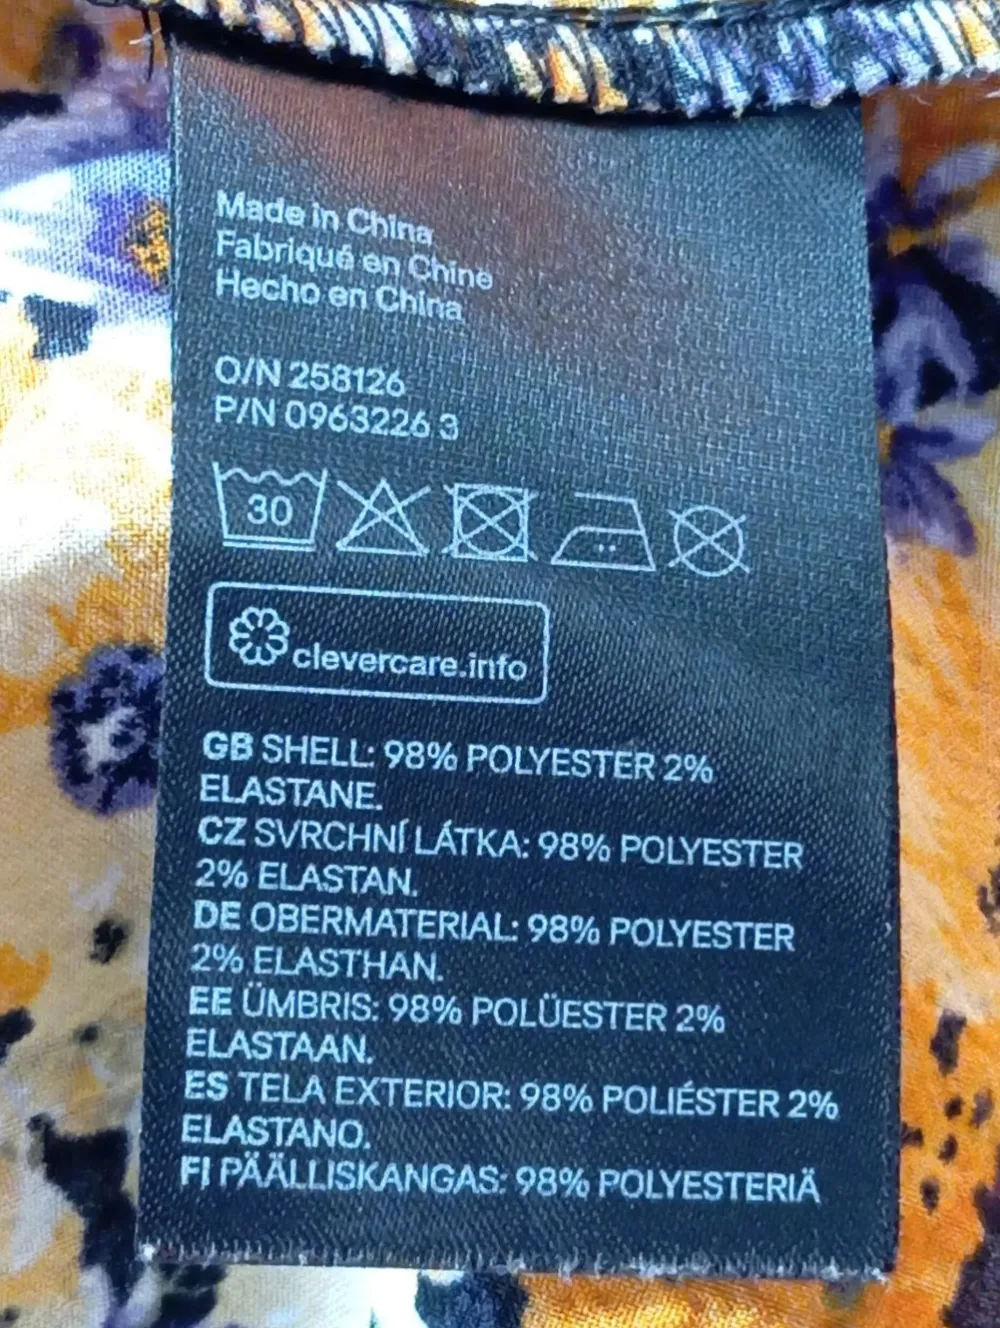 Made in China
Fabriqué en Chine
Hecho en China
O/N 258126
P/N 0963226 3
30
clevercare.info
GB SHELL: 98% POLYESTER 2%
ELASTANE.
CZ SVRCHNÍ LÁTKA: 98% POLYESTER
2% ELASTAN.
DE OBERMATERIAL: 98% POLYESTER
2% ELASTHAN.
EE ÜMBRIS: 98% POLÜESTER 2%
ELASTAAN.
ES TELA EXTERIOR: 98% POLIÉSTER 2%
ELASTANO.
FI PÄÄLLISKANGAS: 98% POLYESTERIÄ